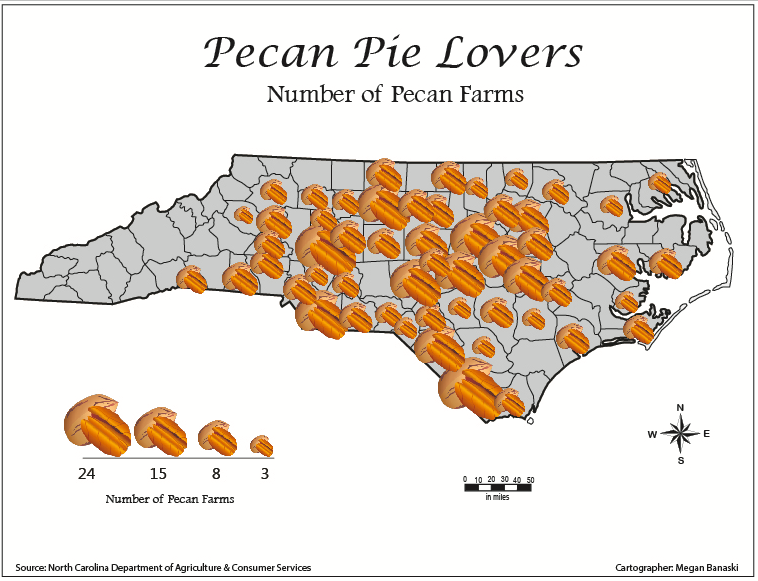 Pecan Pie Lovers
Number of Pecan Farms
24 15 8 3
Number of Pecan Farms
0 10 20 30 40 50
in miles
N
W E
S
Source: North Carolina Department of Agriculture & Consumer Services
Cartographer: Megan Banaski